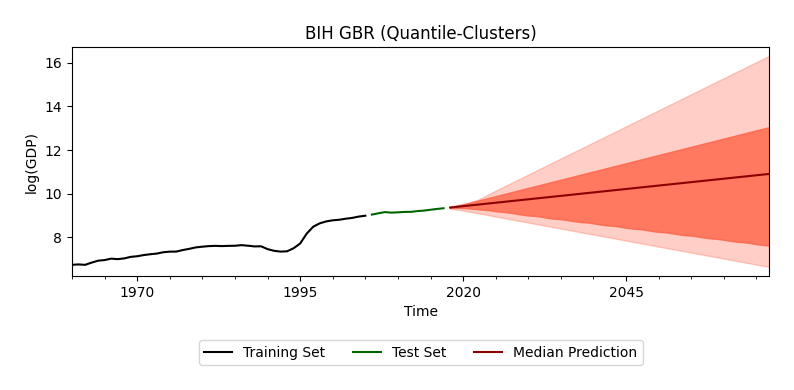 BIH GBR (Quantile-Clusters)
16
14
12
10
8
log(GDP)
1970 1995 2020 2045
Time
Training Set Test Set Median Prediction